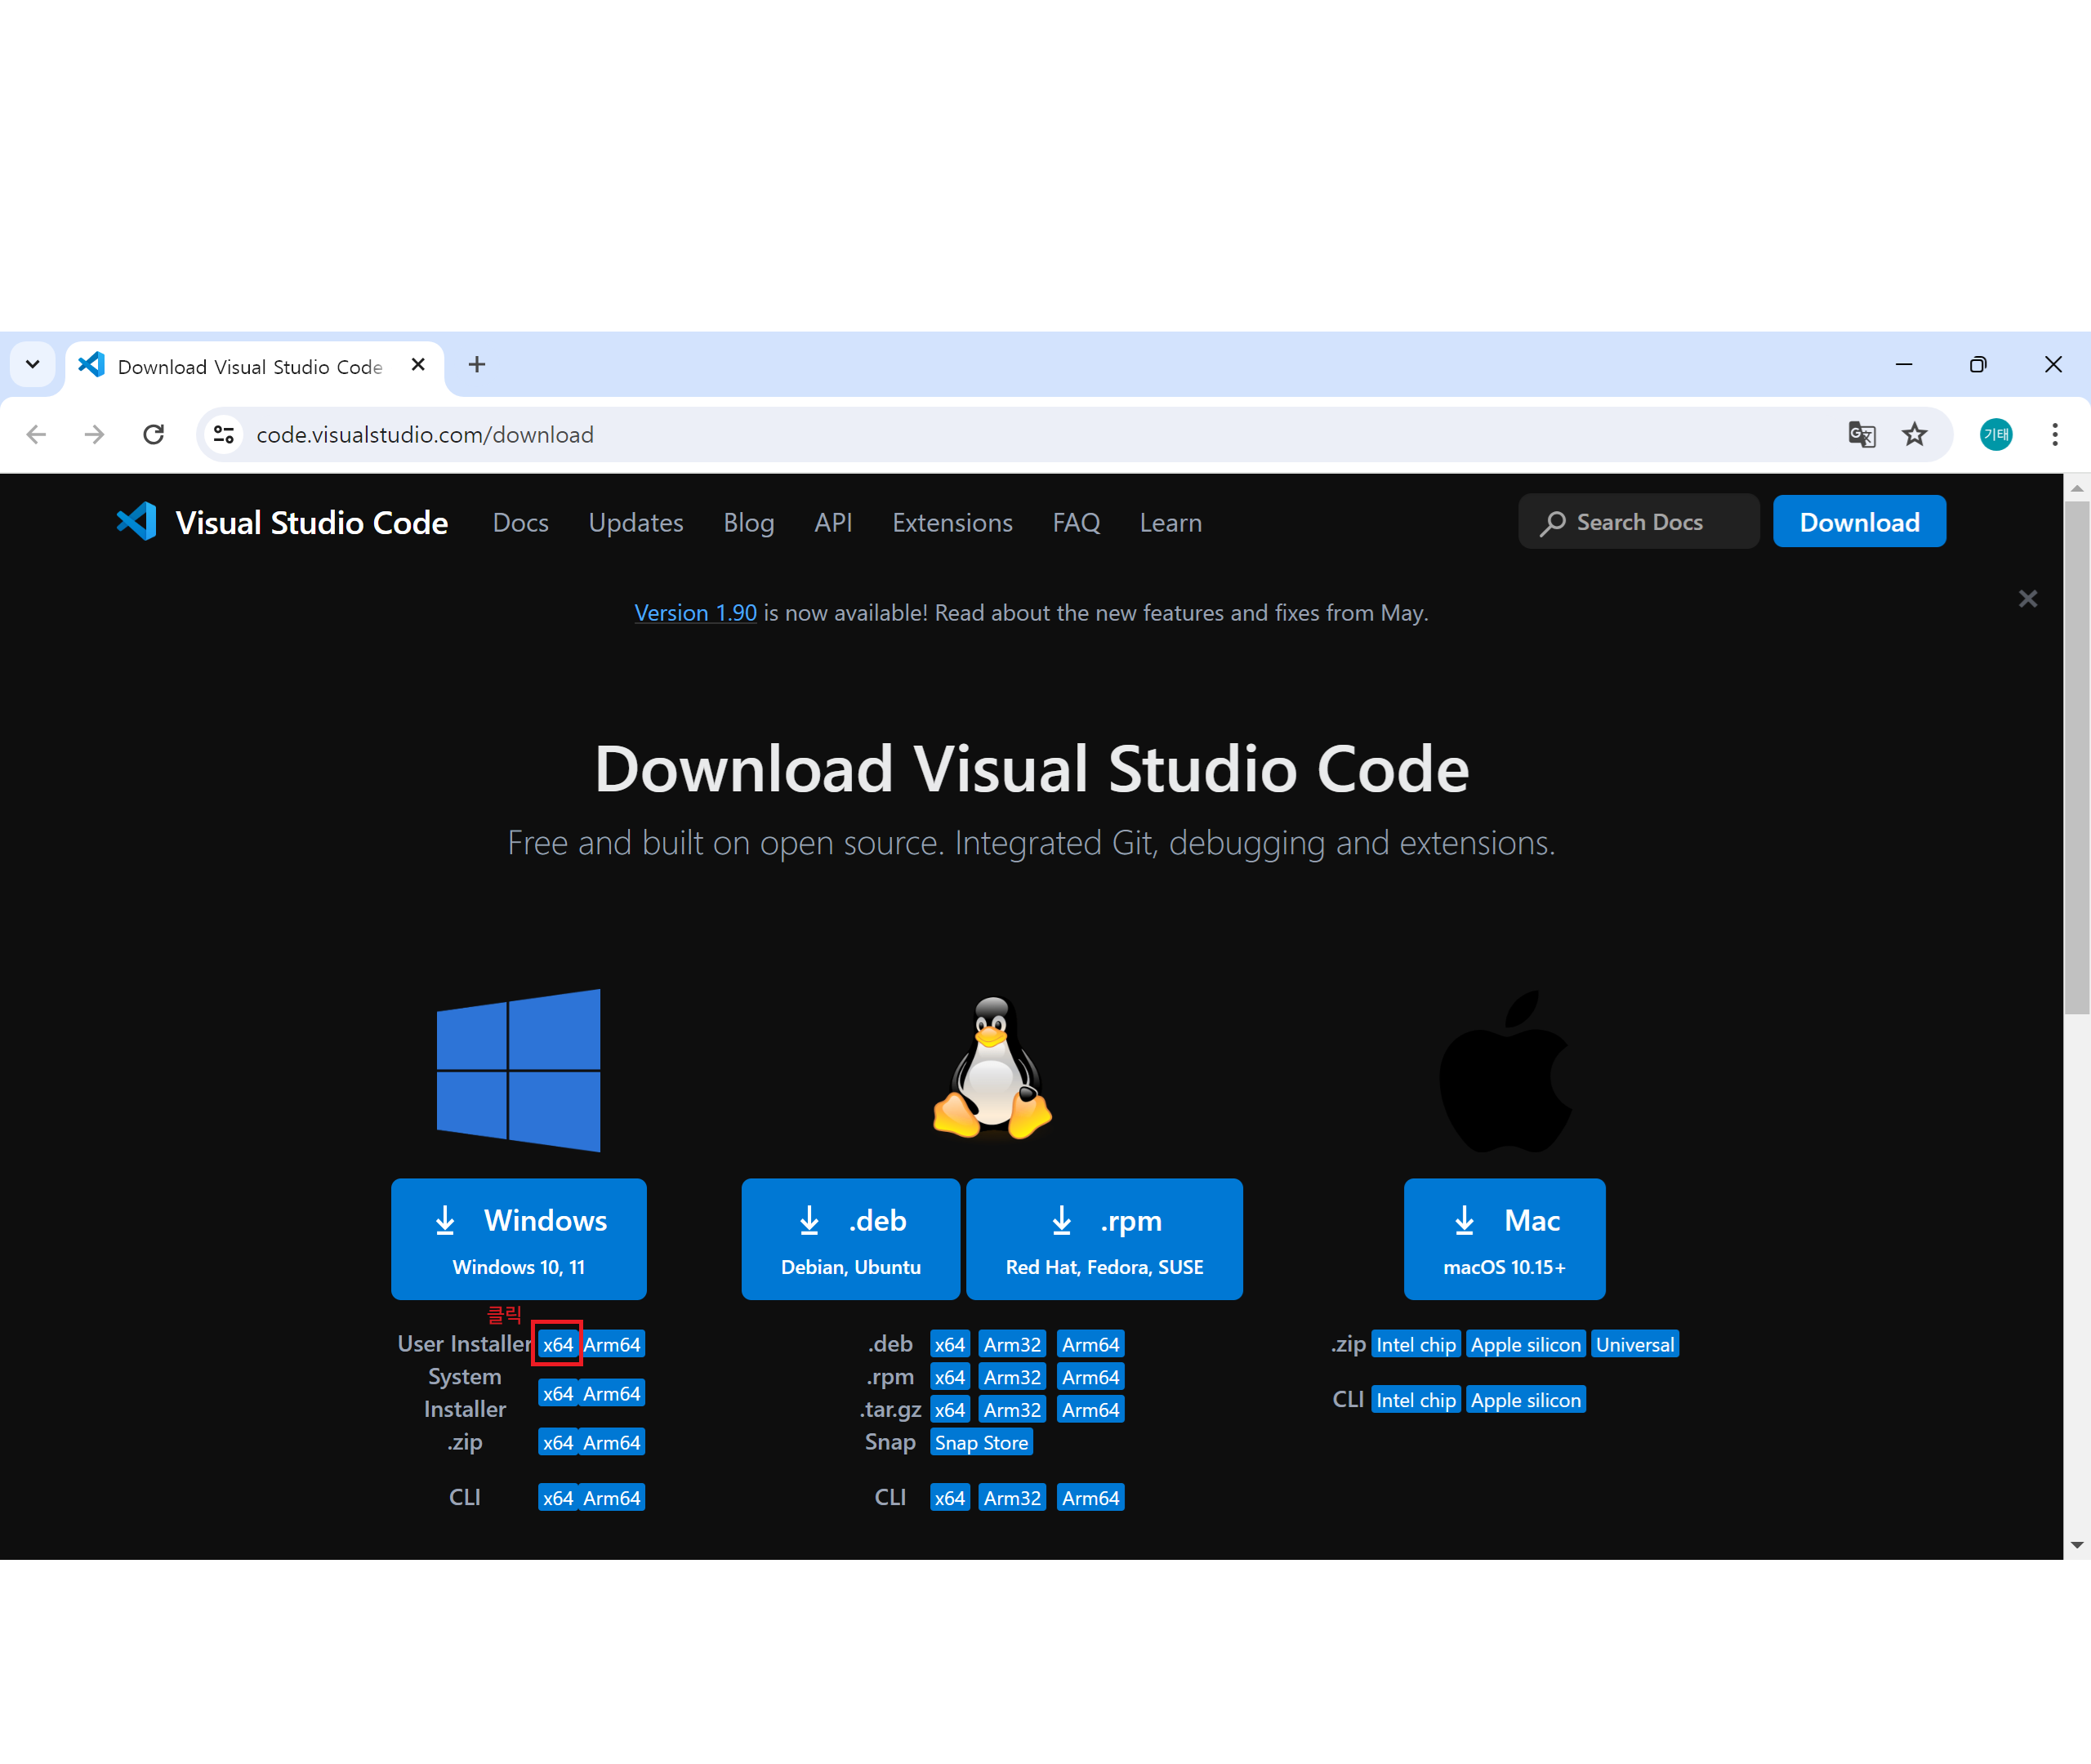 Download Visual Studio Code
code.visualstudio.com/download
기태
Visual Studio Code Docs Updates Blog API Extensions FAQ Learn Search Docs Download
Version 1.90 is now available! Read about the new features and fixes from May.
Download Visual Studio Code
Free and built on open source. Integrated Git, debugging and extensions.
Windows
Windows 10, 11
클릭
User Installer x64 Arm64
System
Installer x64 Arm64
.zip x64 Arm64
CLI x64 Arm64
.deb
Debian, Ubuntu
.rpm
Red Hat, Fedora, SUSE
.deb x64 Arm32 Arm64
.rpm x64 Arm32 Arm64
.tar.gz x64 Arm32 Arm64
Snap Snap Store
CLI x64 Arm32 Arm64
Mac
macOS 10.15+
.zip Intel chip Apple silicon Universal
CLI Intel chip Apple silicon